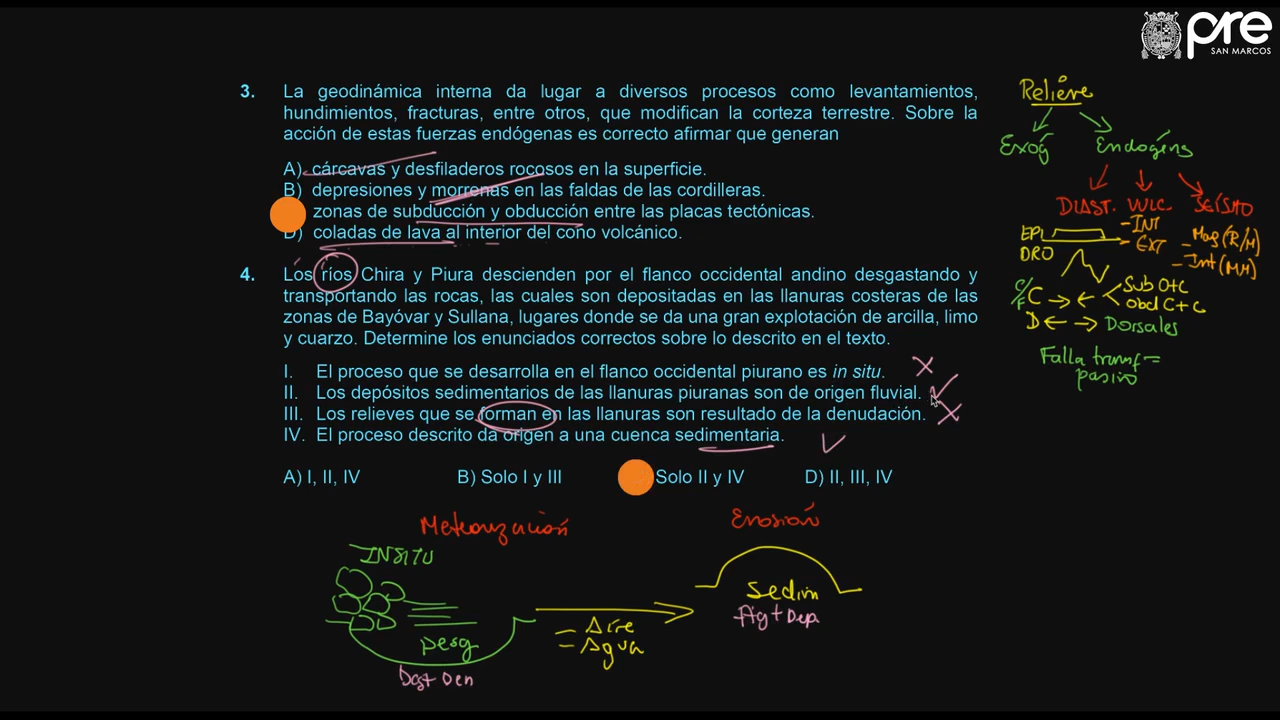 pre
SAN MARCOS
3. La geodinámica interna da lugar a diversos procesos como levantamientos,
hundimientos, fracturas, entre otros, que modifican la corteza terrestre. Sobre la
acción de estas fuerzas endógenas es correcto afirmar que generan
A) cárcavas y desfiladeros rocosos en la superficie.
B) depresiones y morrenas en las faldas de las cordilleras.
zonas de subducción y obducción entre las placas tectónicas.
D) coladas de lava al interior del cono volcánico.
4. Los ríos Chira y Piura descienden por el flanco occidental andino desgastando y
transportando las rocas, las cuales son depositadas en las llanuras costeras de las
zonas de Bayóvar y Sullana, lugares donde se da una gran explotación de arcilla, limo
y cuarzo. Determine los enunciados correctos sobre lo descrito en el texto.
I. El proceso que se desarrolla en el flanco occidental piurano es in situ.
II. Los depósitos sedimentarios de las llanuras piuranas son de origen fluvial.
III. Los relieves que se forman en las llanuras son resultado de la denudación.
IV. El proceso descrito da origen a una cuenca sedimentaria.
A) I, II, IV B) Solo I y III Solo II y IV D) II, III, IV
Relieve
Exóg Endógens
DIAST. VULC. SEÍSMO
EPI - INT - Mag (R/M)
DRO - EXT - Int (MM)
C/F C → ← Sub O+C
Obd C+C
D ← → Dorsales
Falla transf =
pasivo
Meteorización Erosión
INSITU
Sedim
Agr+Dep
desg - Aire
- Agua
Dgt Den